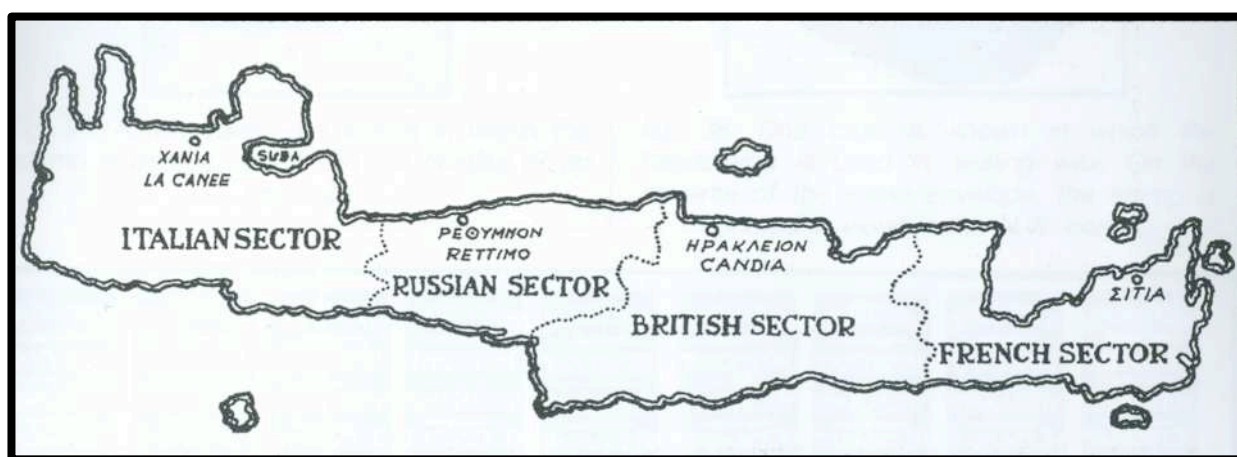 ΧΑΝΙΑ
LA CANEE
SUDA
ITALIAN SECTOR
ΡΕΘΥΜΝΟΝ
RETTIMO
RUSSIAN SECTOR
ΗΡΑΚΛΕΙΟΝ
CANDIA
BRITISH SECTOR
ΣΙΤΙΑ
FRENCH SECTOR